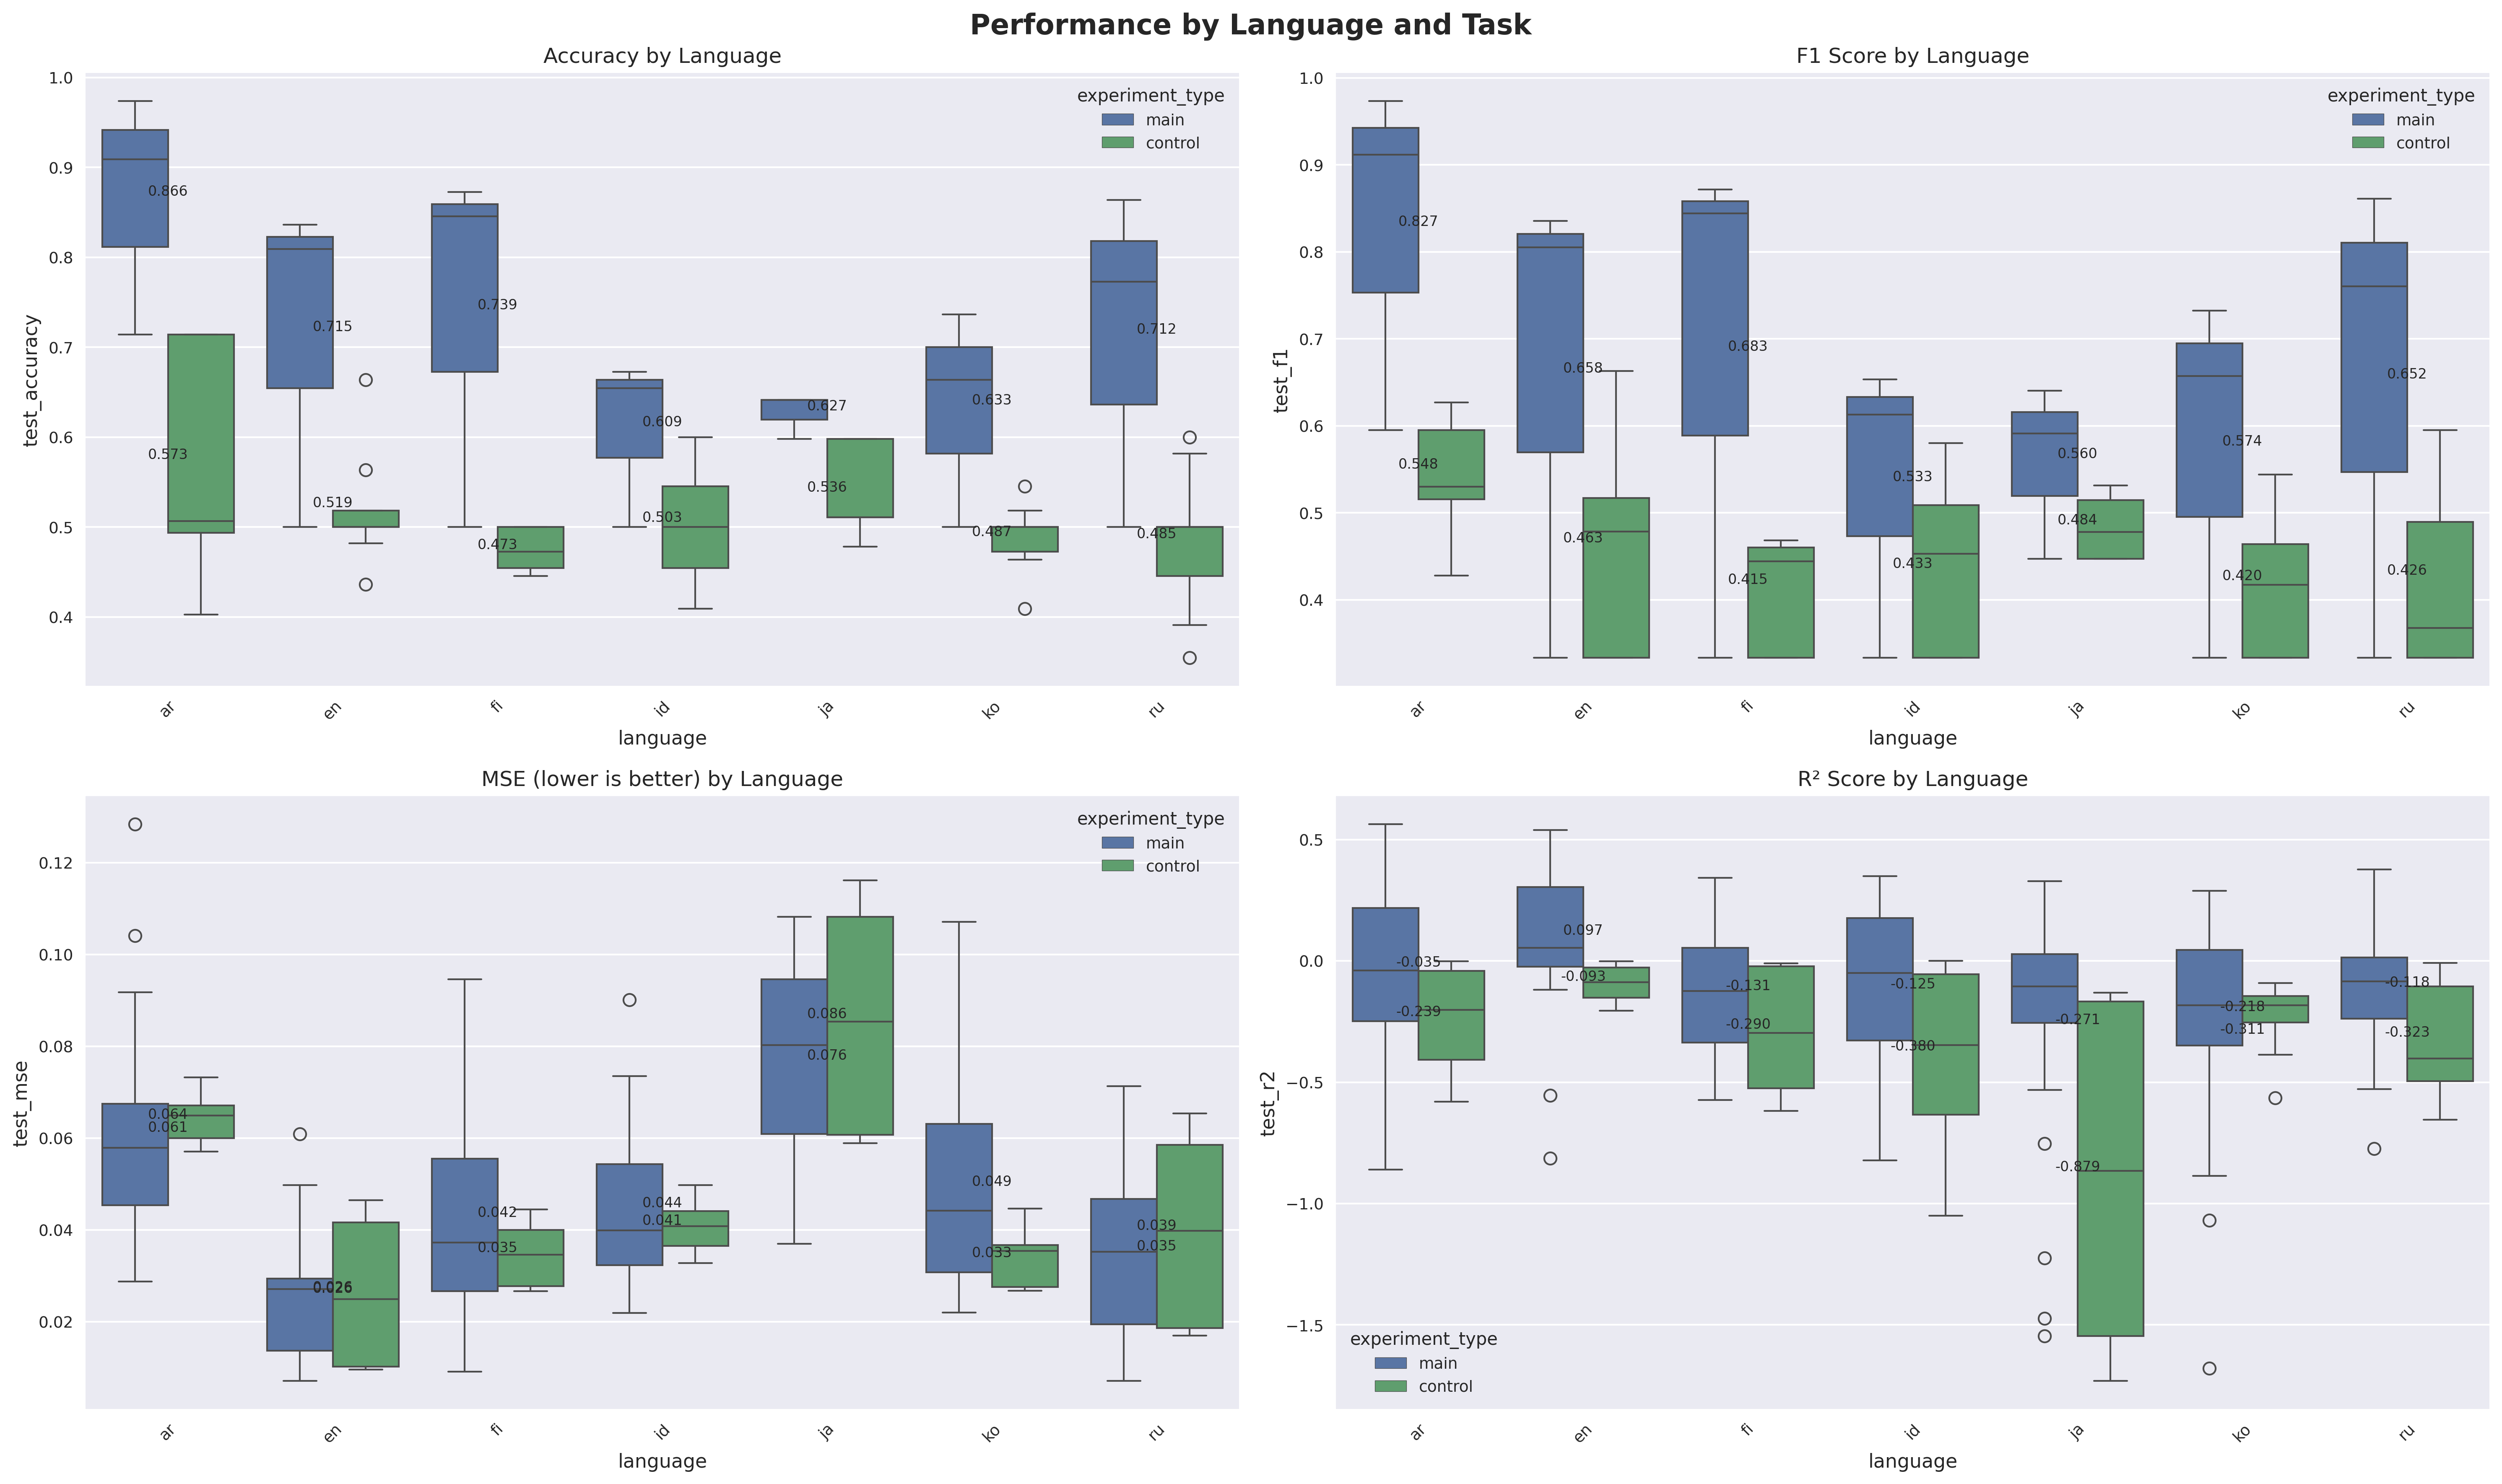 Performance by Language and Task
Accuracy by Language
test_accuracy
1.0
0.9
0.8
0.7
0.6
0.5
0.4
experiment_type
main
control
0.866
0.573
0.715
0.519
0.739
0.473
0.609
0.503
0.627
0.536
0.633
0.487
0.712
0.485
ar
en
fi
id
ja
ko
ru
language
F1 Score by Language
test_f1
1.0
0.9
0.8
0.7
0.6
0.5
0.4
experiment_type
main
control
0.827
0.548
0.658
0.463
0.683
0.415
0.533
0.433
0.560
0.484
0.574
0.420
0.652
0.426
ar
en
fi
id
ja
ko
ru
language
MSE (lower is better) by Language
test_mse
0.12
0.10
0.08
0.06
0.04
0.02
experiment_type
main
control
0.064
0.061
0.026
0.042
0.035
0.044
0.041
0.086
0.076
0.049
0.033
0.039
0.035
ar
en
fi
id
ja
ko
ru
language
R² Score by Language
test_r2
0.5
0.0
−0.5
−1.0
−1.5
-0.035
-0.239
0.097
-0.093
-0.131
-0.290
-0.125
-0.380
-0.271
-0.879
-0.218
-0.311
-0.118
-0.323
experiment_type
main
control
ar
en
fi
id
ja
ko
ru
language